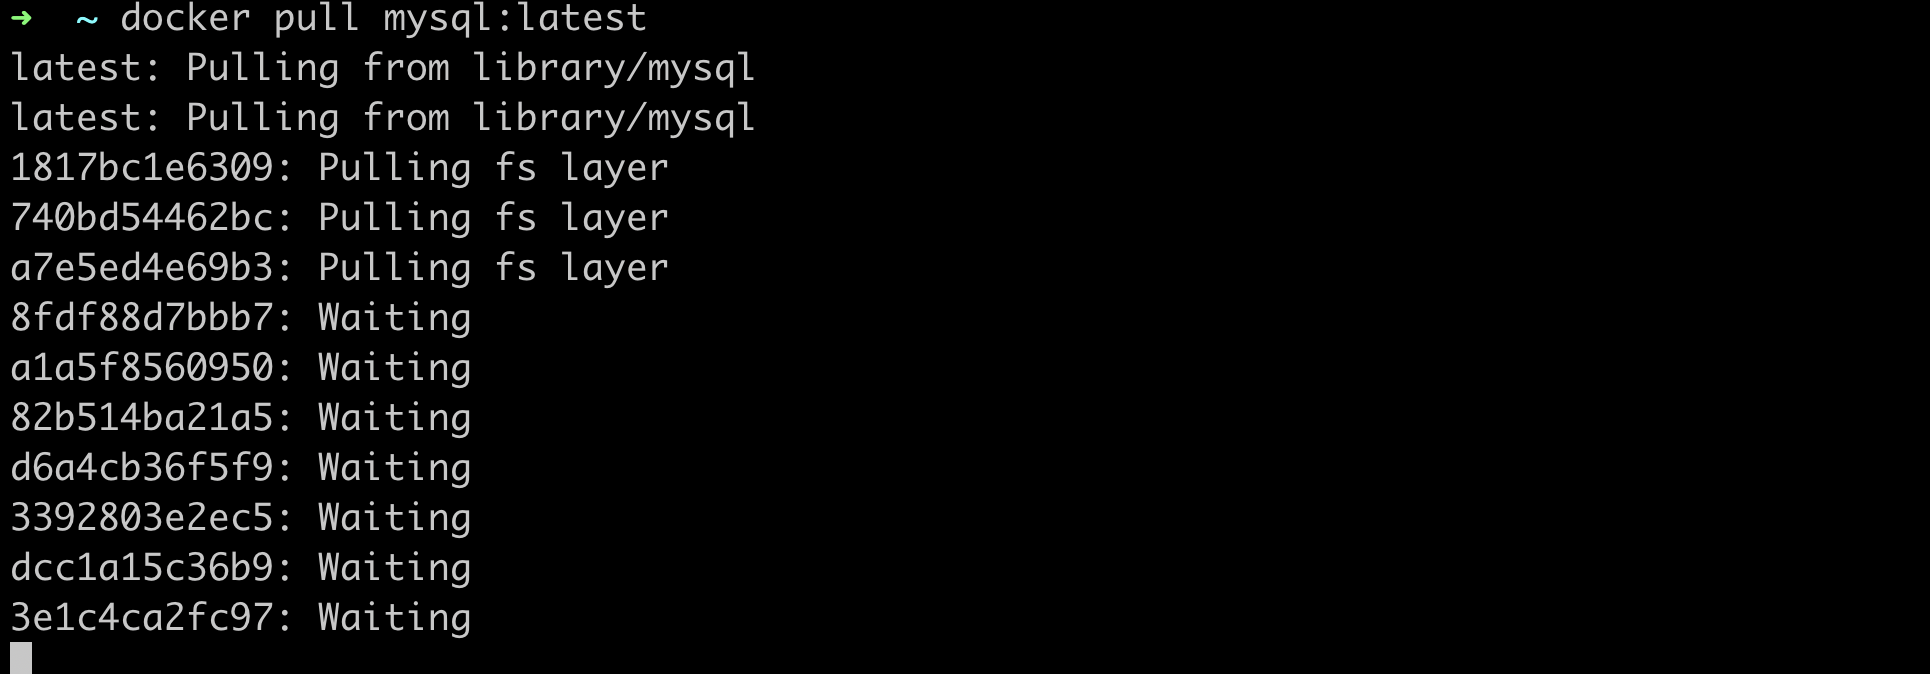 ➜  ~ docker pull mysql:latest
latest: Pulling from library/mysql
latest: Pulling from library/mysql
1817bc1e6309: Pulling fs layer
740bd54462bc: Pulling fs layer
a7e5ed4e69b3: Pulling fs layer
8fdf88d7bbb7: Waiting
a1a5f8560950: Waiting
82b514ba21a5: Waiting
d6a4cb36f5f9: Waiting
3392803e2ec5: Waiting
dcc1a15c36b9: Waiting
3e1c4ca2fc97: Waiting